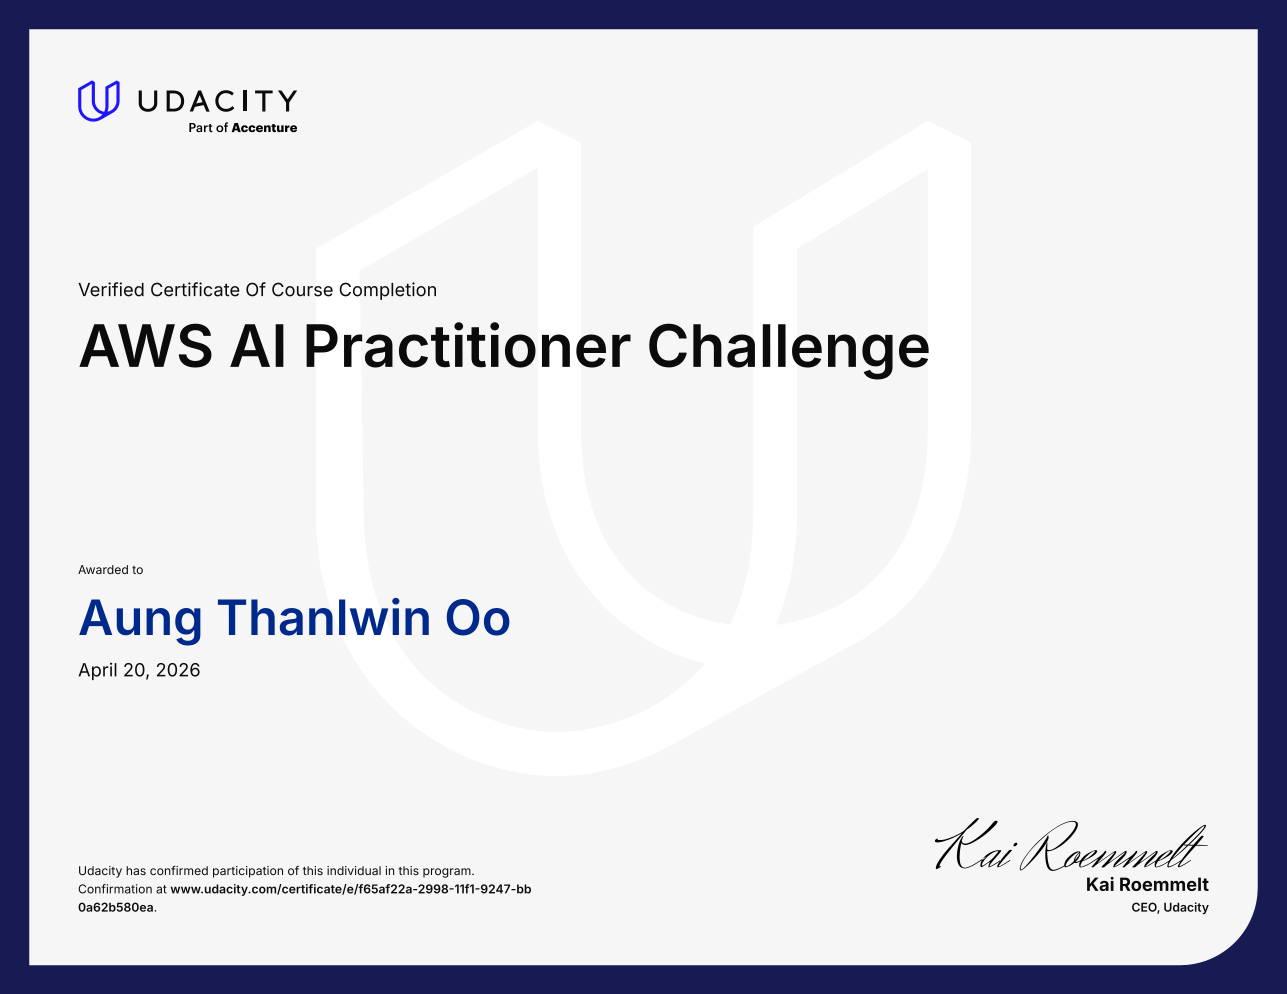 UDACITY
Part of Accenture
Verified Certificate Of Course Completion
AWS AI Practitioner Challenge
Awarded to
Aung Thanlwin Oo
April 20, 2026
Udacity has confirmed participation of this individual in this program.
Confirmation at www.udacity.com/certificate/e/f65af22a-2998-11f1-9247-bb
0a62b580ea.
Kai Roemmelt
Kai Roemmelt
CEO, Udacity